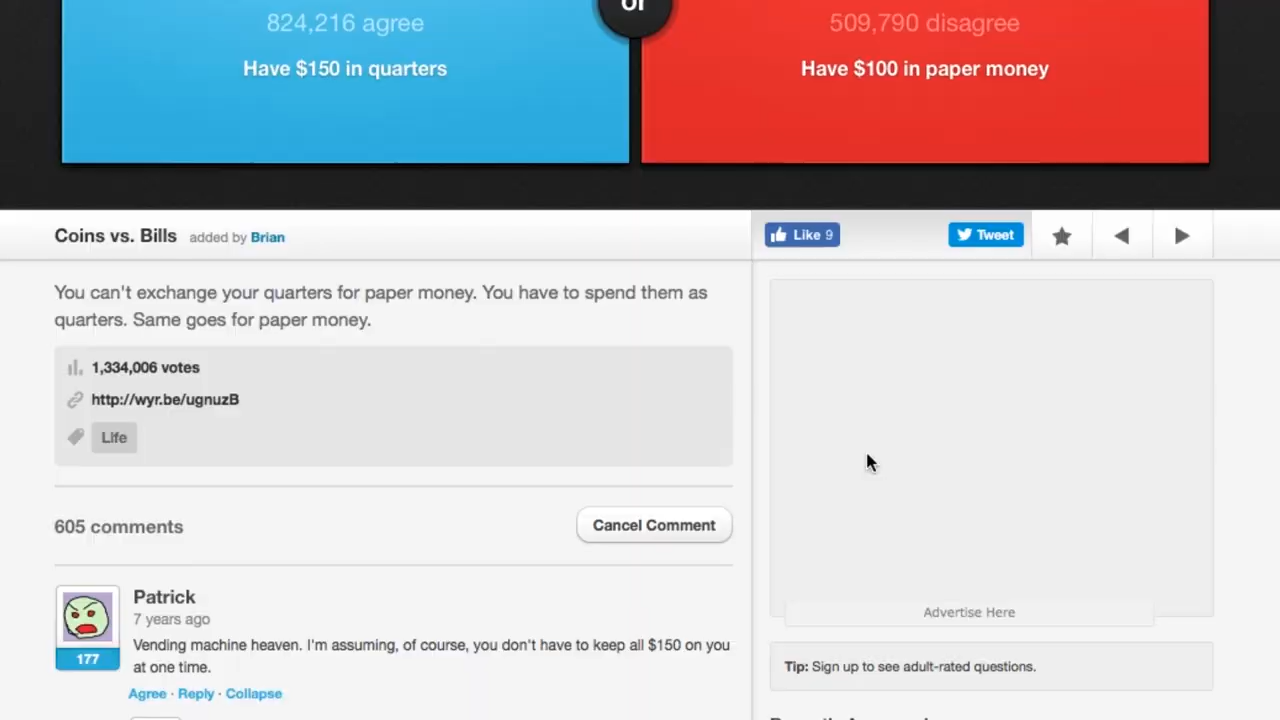 or
824,216 agree
509,790 disagree
Have $150 in quarters
Have $100 in paper money
Coins vs. Bills added by Brian
Like 9
Tweet
You can't exchange your quarters for paper money. You have to spend them as
quarters. Same goes for paper money.
1,334,006 votes
http://wyr.be/ugnuzB
Life
605 comments
Cancel Comment
Patrick
7 years ago
Vending machine heaven. I'm assuming, of course, you don't have to keep all $150 on you
at one time.
177
Agree · Reply · Collapse
Advertise Here
Tip: Sign up to see adult-rated questions.